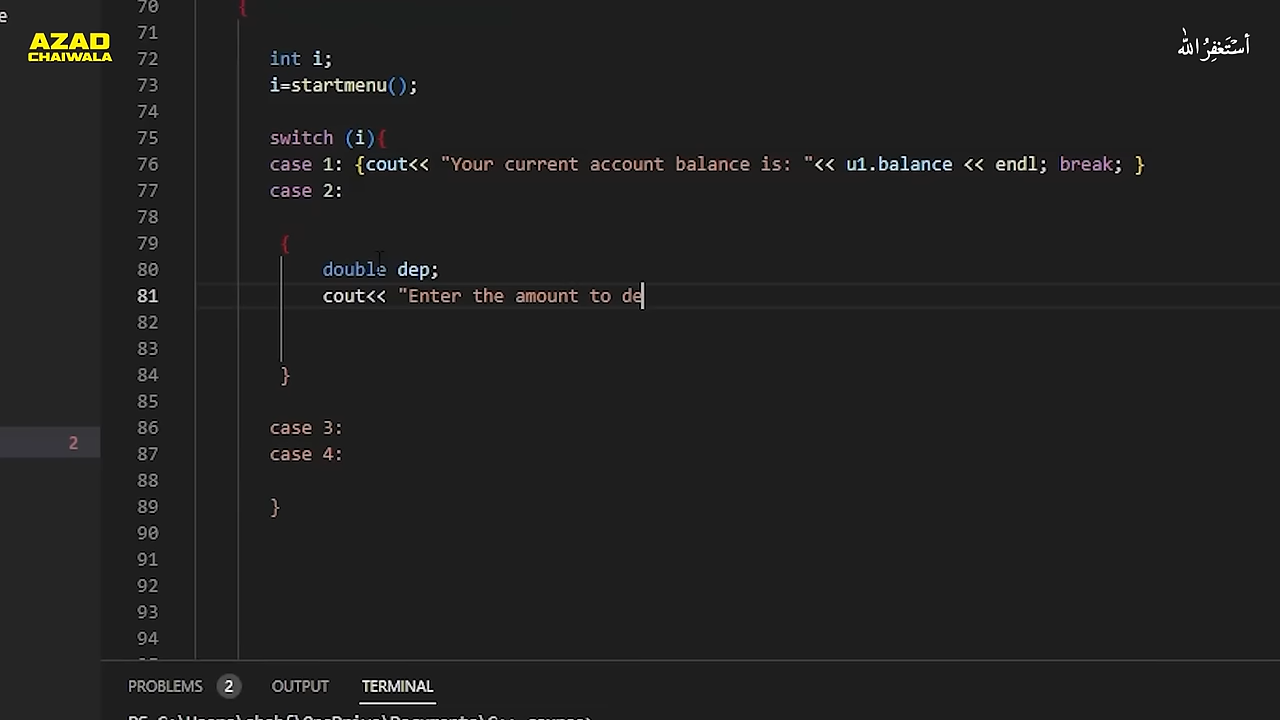 e
AZAD
CHAIWALA
أستغفر الله
70 {
71
72 int i;
73 i=startmenu();
74
75 switch (i){
76 case 1: {cout<< "Your current account balance is: "<< u1.balance << endl; break; }
77 case 2:
78
79 {
80 double dep;
81 cout<< "Enter the amount to de
82
83
84 }
85
86 case 3:
87 case 4:
88
89 }
90
91
92
93
94
2
PROBLEMS 2 OUTPUT TERMINAL